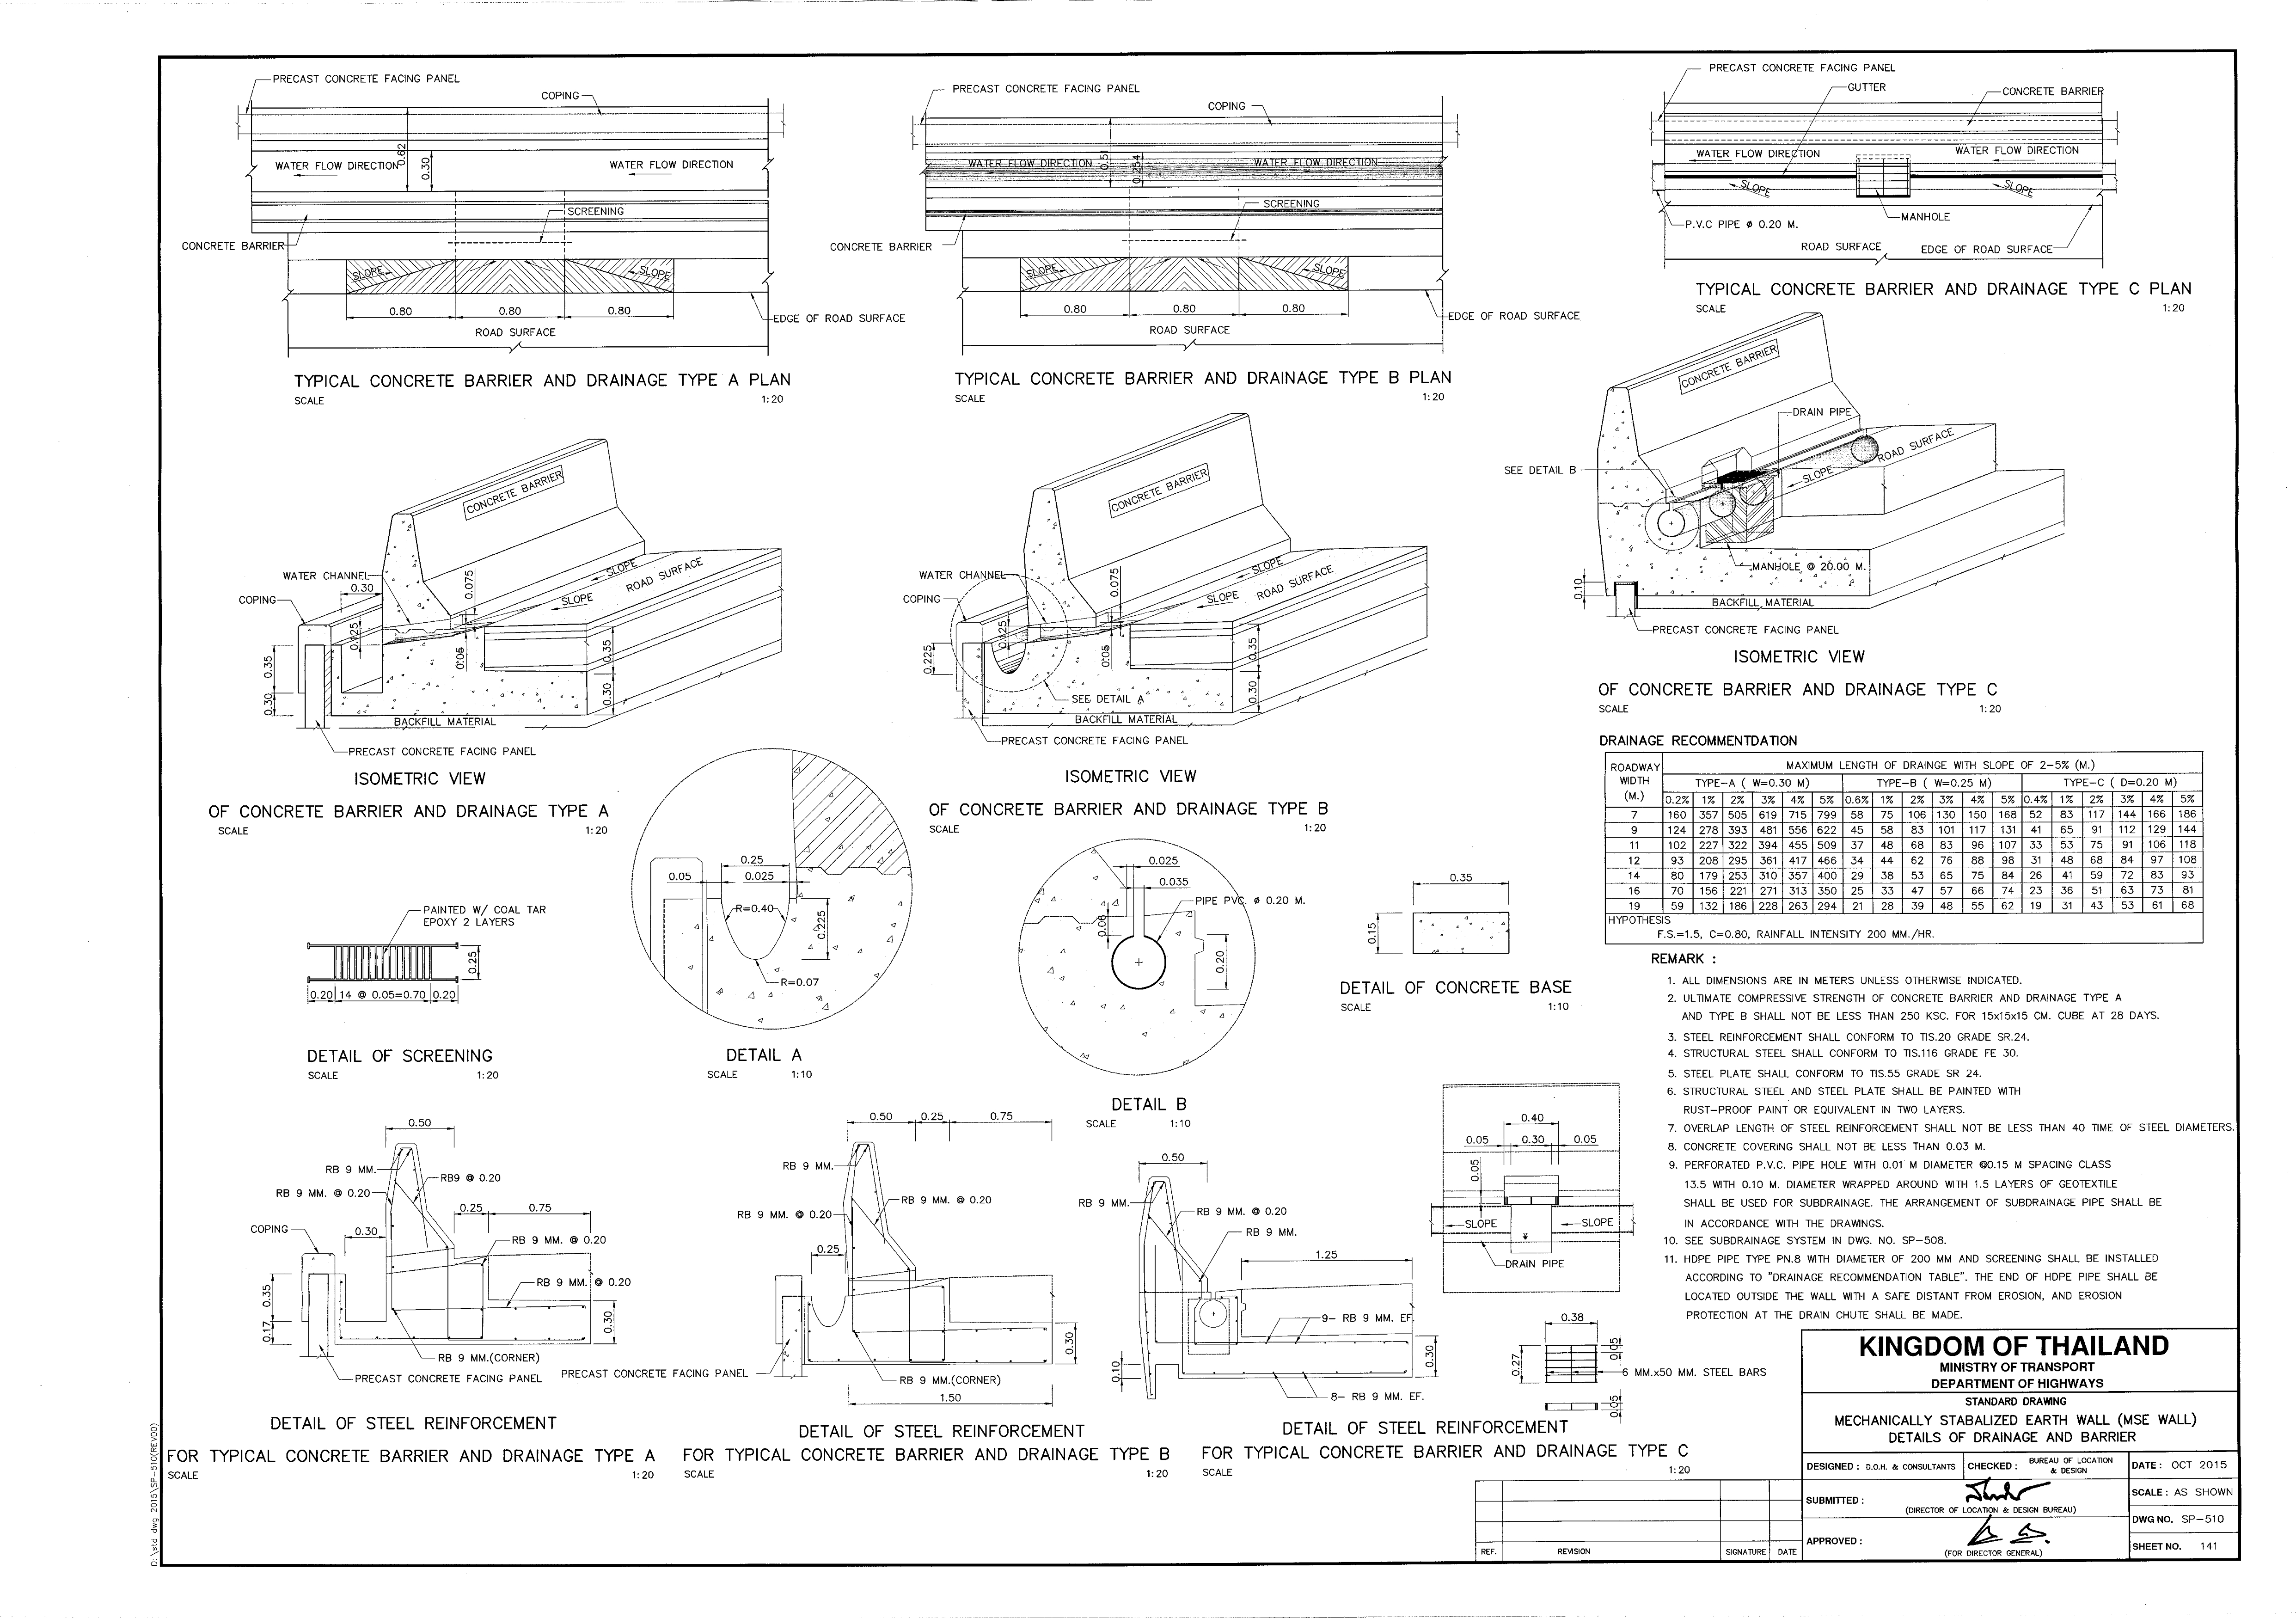 PRECAST CONCRETE FACING PANEL
COPING
0.62
0.30
WATER FLOW DIRECTION
WATER FLOW DIRECTION
SCREENING
CONCRETE BARRIER
SLOPE
SLOPE
0.80
0.80
0.80
EDGE OF ROAD SURFACE
ROAD SURFACE
TYPICAL CONCRETE BARRIER AND DRAINAGE TYPE A PLAN
SCALE 1:20
PRECAST CONCRETE FACING PANEL
COPING
WATER FLOW DIRECTION
0.51
0.254
WATER FLOW DIRECTION
SCREENING
CONCRETE BARRIER
SLOPE
SLOPE
0.80
0.80
0.80
EDGE OF ROAD SURFACE
ROAD SURFACE
TYPICAL CONCRETE BARRIER AND DRAINAGE TYPE B PLAN
SCALE 1:20
PRECAST CONCRETE FACING PANEL
GUTTER
CONCRETE BARRIER
WATER FLOW DIRECTION
WATER FLOW DIRECTION
SLOPE
SLOPE
MANHOLE
P.V.C PIPE ø 0.20 M.
ROAD SURFACE
EDGE OF ROAD SURFACE
TYPICAL CONCRETE BARRIER AND DRAINAGE TYPE C PLAN
SCALE 1:20
CONCRETE BARRIER
WATER CHANNEL
0.30
COPING
0.075
SLOPE
ROAD SURFACE
SLOPE
0.125
0.05
0.35
0.35
0.30
0.30
BACKFILL MATERIAL
PRECAST CONCRETE FACING PANEL
ISOMETRIC VIEW
OF CONCRETE BARRIER AND DRAINAGE TYPE A
SCALE 1:20
CONCRETE BARRIER
WATER CHANNEL
COPING
0.075
SLOPE
ROAD SURFACE
SLOPE
0.125
0.225
0.05
0.35
0.30
SEE DETAIL A
BACKFILL MATERIAL
PRECAST CONCRETE FACING PANEL
ISOMETRIC VIEW
OF CONCRETE BARRIER AND DRAINAGE TYPE B
SCALE 1:20
CONCRETE BARRIER
DRAIN PIPE
SEE DETAIL B
ROAD SURFACE
SLOPE
MANHOLE @ 20.00 M.
0.10
BACKFILL MATERIAL
PRECAST CONCRETE FACING PANEL
ISOMETRIC VIEW
OF CONCRETE BARRIER AND DRAINAGE TYPE C
SCALE 1:20
DRAINAGE RECOMMENTDATION
ROADWAY WIDTH (M.)
MAXIMUM LENGTH OF DRAINGE WITH SLOPE OF 2-5% (M.)
TYPE-A ( W=0.30 M) TYPE-B ( W=0.25 M) TYPE-C ( D=0.20 M)
0.2% 1% 2% 3% 4% 5% 0.6% 1% 2% 3% 4% 5% 0.4% 1% 2% 3% 4% 5%
7 160 357 505 619 715 799 58 75 106 130 150 168 52 83 117 144 166 186
9 124 278 393 481 556 622 45 58 83 101 117 131 41 65 91 112 129 144
11 102 227 322 394 455 509 37 48 68 83 96 107 33 53 75 91 106 118
12 93 208 295 361 417 466 34 44 62 76 88 98 31 48 68 84 97 108
14 80 179 253 310 357 400 29 38 53 65 75 84 26 41 59 72 83 93
16 70 156 221 271 313 350 25 33 47 57 66 74 23 36 51 63 73 81
19 59 132 186 228 263 294 21 28 39 48 55 62 19 31 43 53 61 68
HYPOTHESIS
F.S.=1.5, C=0.80, RAINFALL INTENSITY 200 MM./HR.
PAINTED W/ COAL TAR
EPOXY 2 LAYERS
0.25
0.20 14 @ 0.05=0.70 0.20
DETAIL OF SCREENING
SCALE 1:20
0.25
0.05
0.025
R=0.40
0.225
R=0.07
DETAIL A
SCALE 1:10
0.025
0.035
PIPE PVC. ø 0.20 M.
0.06
0.20
DETAIL B
SCALE 1:10
0.35
0.15
DETAIL OF CONCRETE BASE
SCALE 1:10
REMARK :
1. ALL DIMENSIONS ARE IN METERS UNLESS OTHERWISE INDICATED.
2. ULTIMATE COMPRESSIVE STRENGTH OF CONCRETE BARRIER AND DRAINAGE TYPE A
AND TYPE B SHALL NOT BE LESS THAN 250 KSC. FOR 15x15x15 CM. CUBE AT 28 DAYS.
3. STEEL REINFORCEMENT SHALL CONFORM TO TIS.20 GRADE SR.24.
4. STRUCTURAL STEEL SHALL CONFORM TO TIS.116 GRADE FE 30.
5. STEEL PLATE SHALL CONFORM TO TIS.55 GRADE SR 24.
6. STRUCTURAL STEEL AND STEEL PLATE SHALL BE PAINTED WITH
RUST-PROOF PAINT OR EQUIVALENT IN TWO LAYERS.
7. OVERLAP LENGTH OF STEEL REINFORCEMENT SHALL NOT BE LESS THAN 40 TIME OF STEEL DIAMETERS.
8. CONCRETE COVERING SHALL NOT BE LESS THAN 0.03 M.
9. PERFORATED P.V.C. PIPE HOLE WITH 0.01 M DIAMETER @0.15 M SPACING CLASS
13.5 WITH 0.10 M. DIAMETER WRAPPED AROUND WITH 1.5 LAYERS OF GEOTEXTILE
SHALL BE USED FOR SUBDRAINAGE. THE ARRANGEMENT OF SUBDRAINAGE PIPE SHALL BE
IN ACCORDANCE WITH THE DRAWINGS.
10. SEE SUBDRAINAGE SYSTEM IN DWG. NO. SP-508.
11. HDPE PIPE TYPE PN.8 WITH DIAMETER OF 200 MM AND SCREENING SHALL BE INSTALLED
ACCORDING TO "DRAINAGE RECOMMENDATION TABLE". THE END OF HDPE PIPE SHALL BE
LOCATED OUTSIDE THE WALL WITH A SAFE DISTANT FROM EROSION, AND EROSION
PROTECTION AT THE DRAIN CHUTE SHALL BE MADE.
0.50
RB 9 MM.
RB9 @ 0.20
RB 9 MM. @ 0.20
0.25
0.75
COPING
0.30
RB 9 MM. @ 0.20
RB 9 MM. @ 0.20
0.35
0.17
0.30
RB 9 MM.(CORNER)
PRECAST CONCRETE FACING PANEL
DETAIL OF STEEL REINFORCEMENT
FOR TYPICAL CONCRETE BARRIER AND DRAINAGE TYPE A
SCALE 1:20
0.50
0.25
0.75
RB 9 MM.
RB 9 MM. @ 0.20
RB 9 MM. @ 0.20
0.25
0.30
PRECAST CONCRETE FACING PANEL
RB 9 MM.(CORNER)
1.50
DETAIL OF STEEL REINFORCEMENT
FOR TYPICAL CONCRETE BARRIER AND DRAINAGE TYPE B
SCALE 1:20
0.50
RB 9 MM.
RB 9 MM. @ 0.20
RB 9 MM.
1.25
9- RB 9 MM. EF.
0.30
0.10
8- RB 9 MM. EF.
DETAIL OF STEEL REINFORCEMENT
FOR TYPICAL CONCRETE BARRIER AND DRAINAGE TYPE C
SCALE 1:20
0.40
0.05
0.30
0.05
0.05
SLOPE
SLOPE
DRAIN PIPE
0.38
0.05
0.27
6 MM.x50 MM. STEEL BARS
0.05
KINGDOM OF THAILAND
MINISTRY OF TRANSPORT
DEPARTMENT OF HIGHWAYS
STANDARD DRAWING
MECHANICALLY STABALIZED EARTH WALL (MSE WALL)
DETAILS OF DRAINAGE AND BARRIER
DESIGNED : D.O.H. & CONSULTANTS
CHECKED : BUREAU OF LOCATION & DESIGN
DATE : OCT 2015
SUBMITTED :
(DIRECTOR OF LOCATION & DESIGN BUREAU)
SCALE : AS SHOWN
DWG NO. SP-510
APPROVED :
(FOR DIRECTOR GENERAL)
SHEET NO. 141
REF. REVISION SIGNATURE DATE
D:\std dwg 2015\SP-510(REV00)